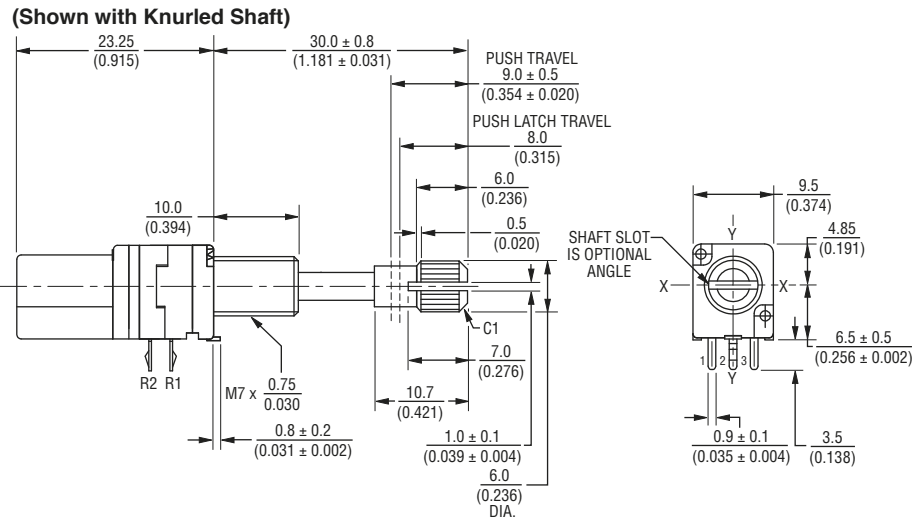 (Shown with Knurled Shaft)
23.25
(0.915)
30.0 ± 0.8
(1.181 ± 0.031)
PUSH TRAVEL
9.0 ± 0.5
(0.354 ± 0.020)
PUSH LATCH TRAVEL
8.0
(0.315)
6.0
(0.236)
10.0
(0.394)
0.5
(0.020)
C1
R2 R1
M7 x 0.75
0.030
7.0
(0.276)
10.7
(0.421)
0.8 ± 0.2
(0.031 ± 0.002)
1.0 ± 0.1
(0.039 ± 0.004)
6.0
(0.236)
DIA.
9.5
(0.374)
4.85
(0.191)
Y
SHAFT SLOT
IS OPTIONAL
ANGLE
X X
6.5 ± 0.5
(0.256 ± 0.002)
1 2 3
Y
0.9 ± 0.1
(0.035 ± 0.004)
3.5
(0.138)